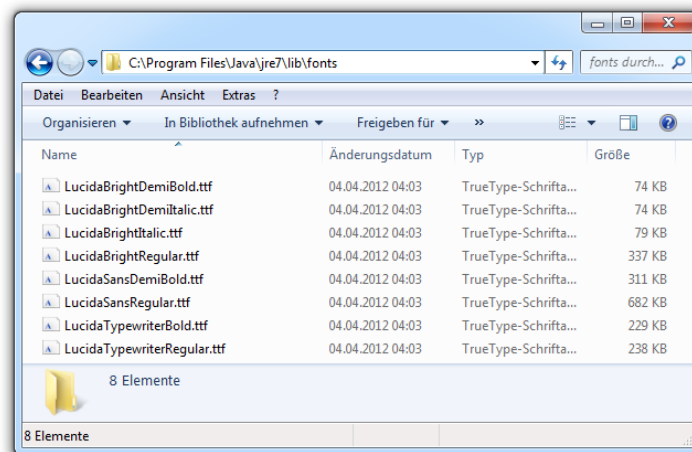 C:\Program Files\Java\jre7\lib\fonts fonts durch...
Datei Bearbeiten Ansicht Extras ?
Organisieren In Bibliothek aufnehmen Freigeben für »
Name Änderungsdatum Typ Größe
LucidaBrightDemiBold.ttf 04.04.2012 04:03 TrueType-Schrifta... 74 KB
LucidaBrightDemiItalic.ttf 04.04.2012 04:03 TrueType-Schrifta... 74 KB
LucidaBrightItalic.ttf 04.04.2012 04:03 TrueType-Schrifta... 79 KB
LucidaBrightRegular.ttf 04.04.2012 04:03 TrueType-Schrifta... 337 KB
LucidaSansDemiBold.ttf 04.04.2012 04:03 TrueType-Schrifta... 311 KB
LucidaSansRegular.ttf 04.04.2012 04:03 TrueType-Schrifta... 682 KB
LucidaTypewriterBold.ttf 04.04.2012 04:03 TrueType-Schrifta... 229 KB
LucidaTypewriterRegular.ttf 04.04.2012 04:03 TrueType-Schrifta... 238 KB
8 Elemente
8 Elemente